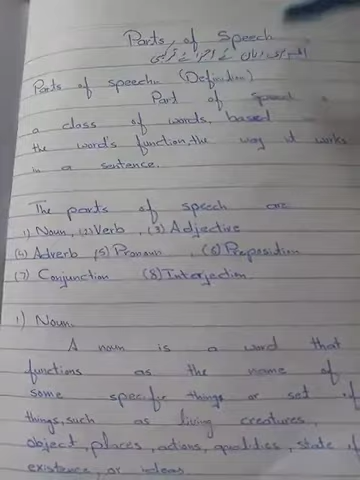 Parts of Speech
انگریزی زبان کے اجزائے ترکیبی
Parts of speech (Definition)
Part of speech
a class of words, based
the word's function, the way it works
in a sentence.
The parts of speech are
1) Noun, (2) Verb, (3) Adjective
(4) Adverb, (5) Pronoun, (6) Preposition
(7) Conjunction (8) Interjection
1) Noun.
A noun is a word that
functions as the name of
some specific things or set of
things, such as living creatures,
object, places, actions, qualities, state of
existence, or ideas